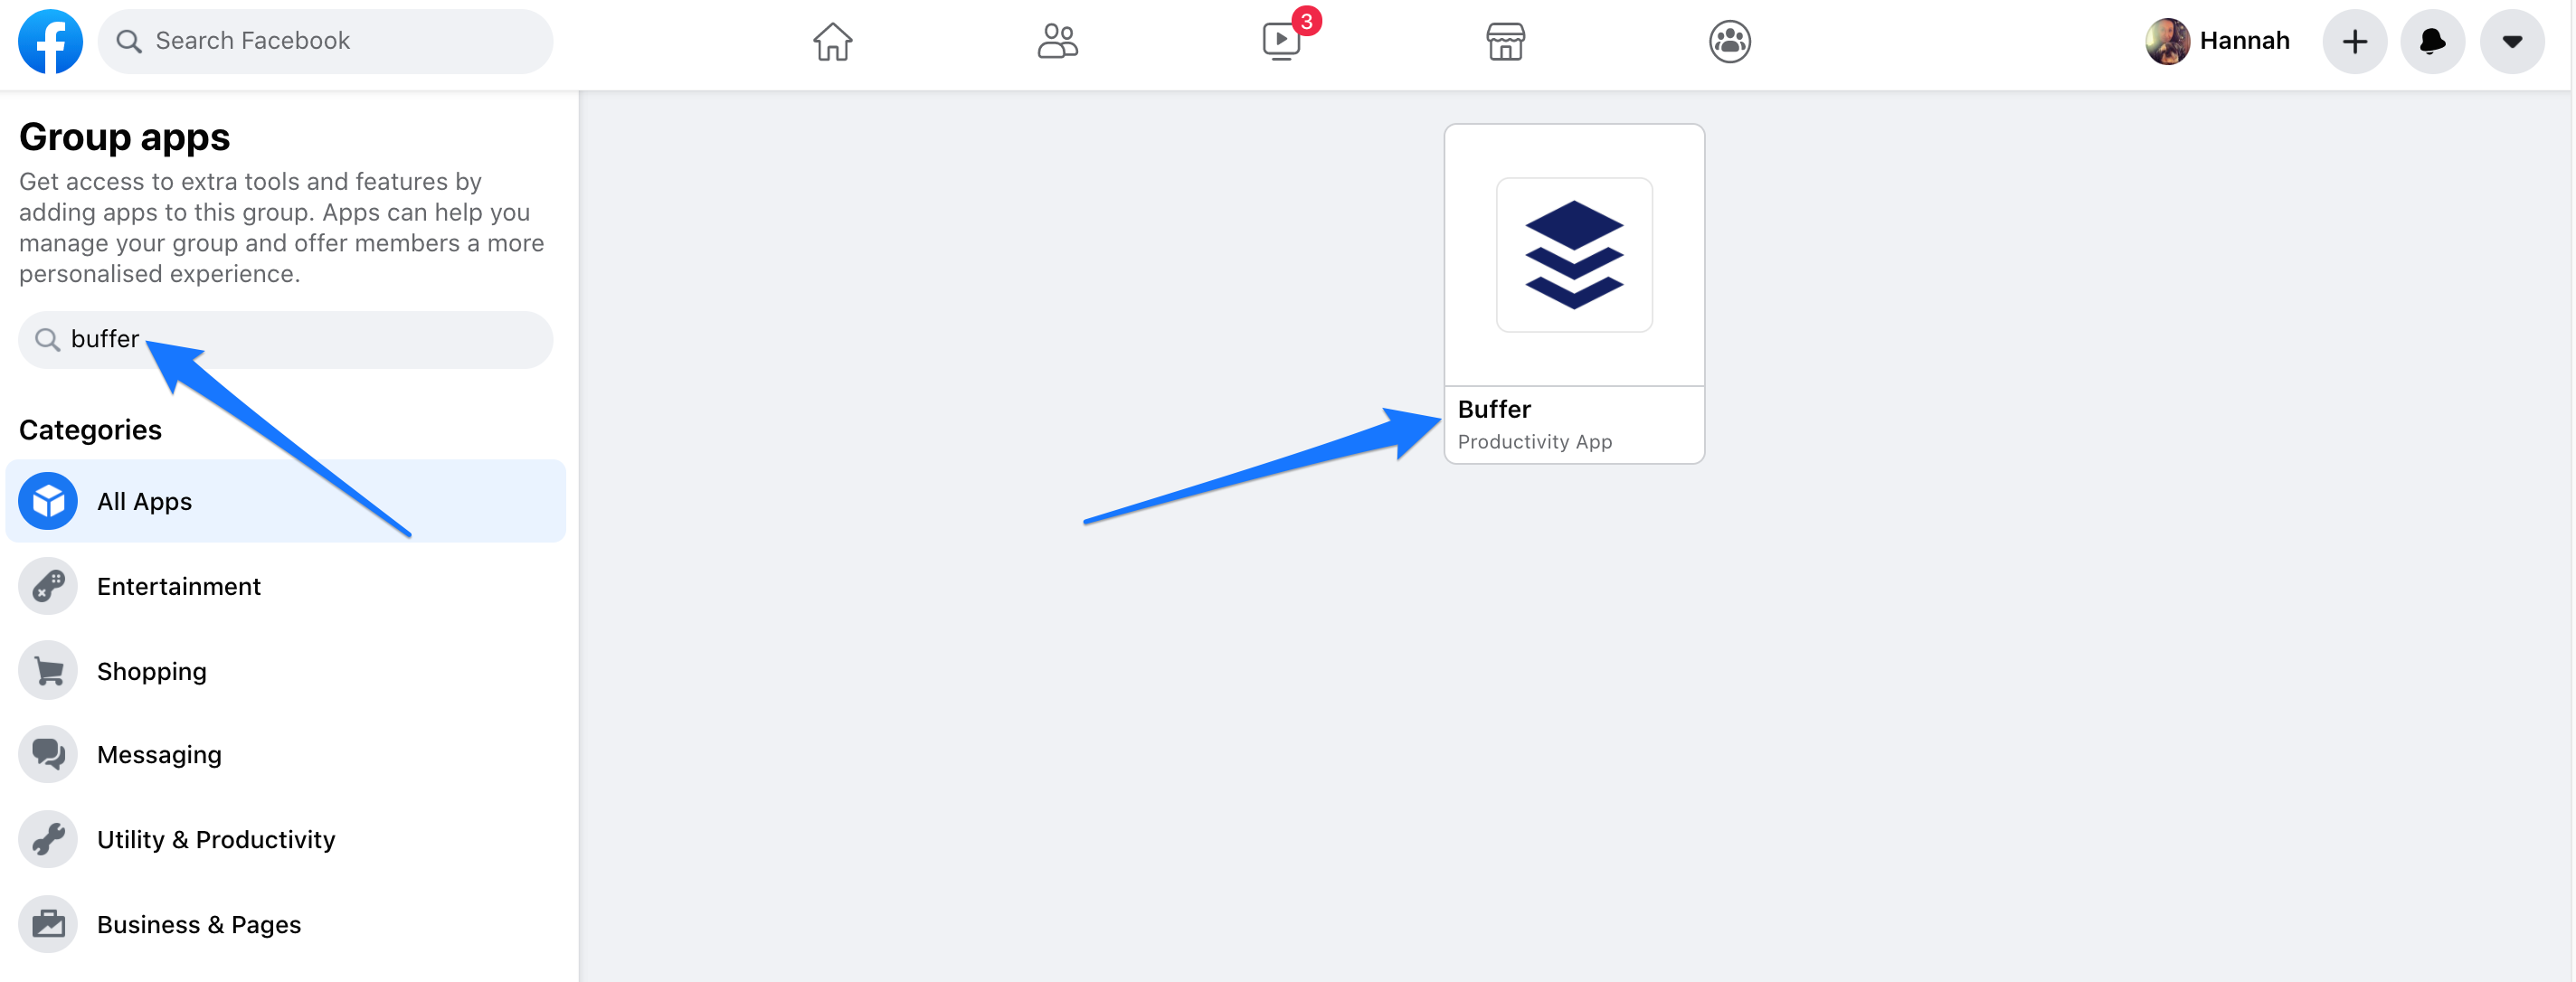 Search Facebook
3
Hannah
Group apps
Get access to extra tools and features by
adding apps to this group. Apps can help you
manage your group and offer members a more
personalised experience.
buffer
Categories
All Apps
Entertainment
Shopping
Messaging
Utility & Productivity
Business & Pages
Buffer
Productivity App